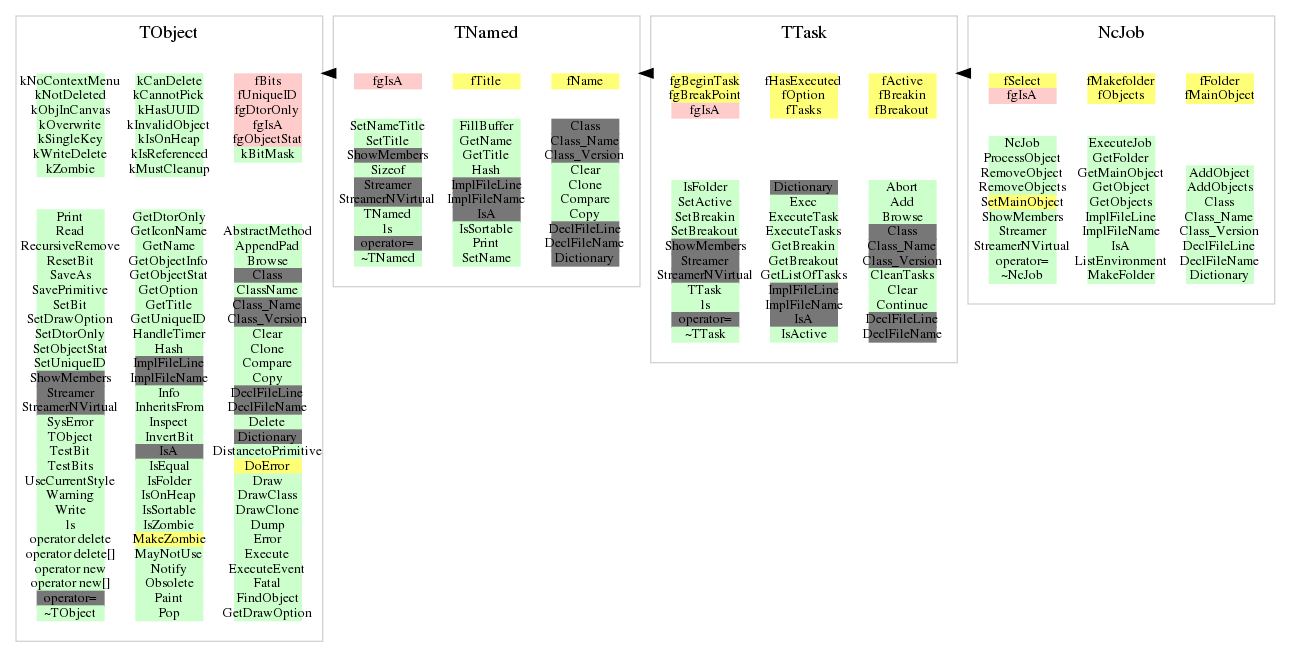 TObject
kNoContextMenu kCanDelete fBits
kNotDeleted kCannotPick fUniqueID
kObjInCanvas kHasUUID fgDtorOnly
kOverwrite kInvalidObject fgIsA
kSingleKey kIsOnHeap fgObjectStat
kWriteDelete kIsReferenced kBitMask
kZombie kMustCleanup
Print GetDtorOnly
Read GetIconName AbstractMethod
RecursiveRemove GetName AppendPad
ResetBit GetObjectInfo Browse
SaveAs GetObjectStat Class
SavePrimitive GetOption ClassName
SetBit GetTitle Class_Name
SetDrawOption GetUniqueID Class_Version
SetDtorOnly HandleTimer Clear
SetObjectStat Hash Clone
SetUniqueID ImplFileLine Compare
ShowMembers ImplFileName Copy
Streamer Info DeclFileLine
StreamerNVirtual InheritsFrom DeclFileName
SysError Inspect Delete
TObject InvertBit Dictionary
TestBit IsA DistancetoPrimitive
TestBits IsEqual DoError
UseCurrentStyle IsFolder Draw
Warning IsOnHeap DrawClass
Write IsSortable DrawClone
ls IsZombie Dump
operator delete MakeZombie Error
operator delete[] MayNotUse Execute
operator new Notify ExecuteEvent
operator new[] Obsolete Fatal
operator= Paint FindObject
~TObject Pop GetDrawOption
TNamed
fgIsA fTitle fName
SetNameTitle FillBuffer Class
SetTitle GetName Class_Name
ShowMembers GetTitle Class_Version
Sizeof Hash Clear
Streamer ImplFileLine Clone
StreamerNVirtual ImplFileName Compare
TNamed IsA Copy
ls IsSortable DeclFileLine
operator= Print DeclFileName
~TNamed SetName Dictionary
TTask
fgBeginTask fHasExecuted fActive
fgBreakPoint fOption fBreakin
fgIsA fTasks fBreakout
IsFolder Dictionary Abort
SetActive Exec Add
SetBreakin ExecuteTask Browse
SetBreakout ExecuteTasks Class
ShowMembers GetBreakin Class_Name
Streamer GetBreakout Class_Version
StreamerNVirtual GetListOfTasks CleanTasks
TTask ImplFileLine Clear
ls ImplFileName Continue
operator= IsA DeclFileLine
~TTask IsActive DeclFileName
NcJob
fSelect fMakefolder fFolder
fgIsA fObjects fMainObject
NcJob ExecuteJob
ProcessObject GetFolder
RemoveObject GetMainObject AddObject
RemoveObjects GetObject AddObjects
SetMainObject GetObjects Class
ShowMembers ImplFileLine Class_Name
Streamer ImplFileName Class_Version
StreamerNVirtual IsA DeclFileLine
operator= ListEnvironment DeclFileName
~NcJob MakeFolder Dictionary